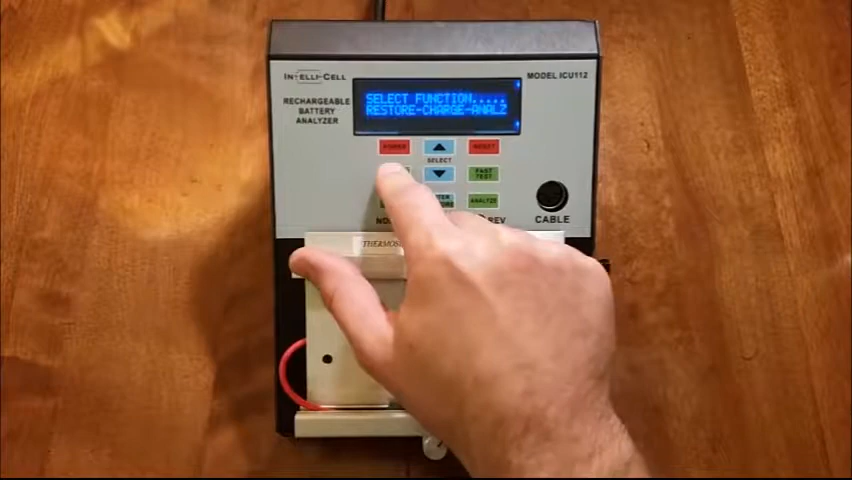 INTELLI-CELL
MODEL ICU112
RECHARGEABLE
BATTERY
ANALYZER
SELECT FUNCTION.....
RESTORE-CHARGE-ANALZ
POWER
RESET
SELECT
FAST
TEST
ANALYZE
CABLE
REV